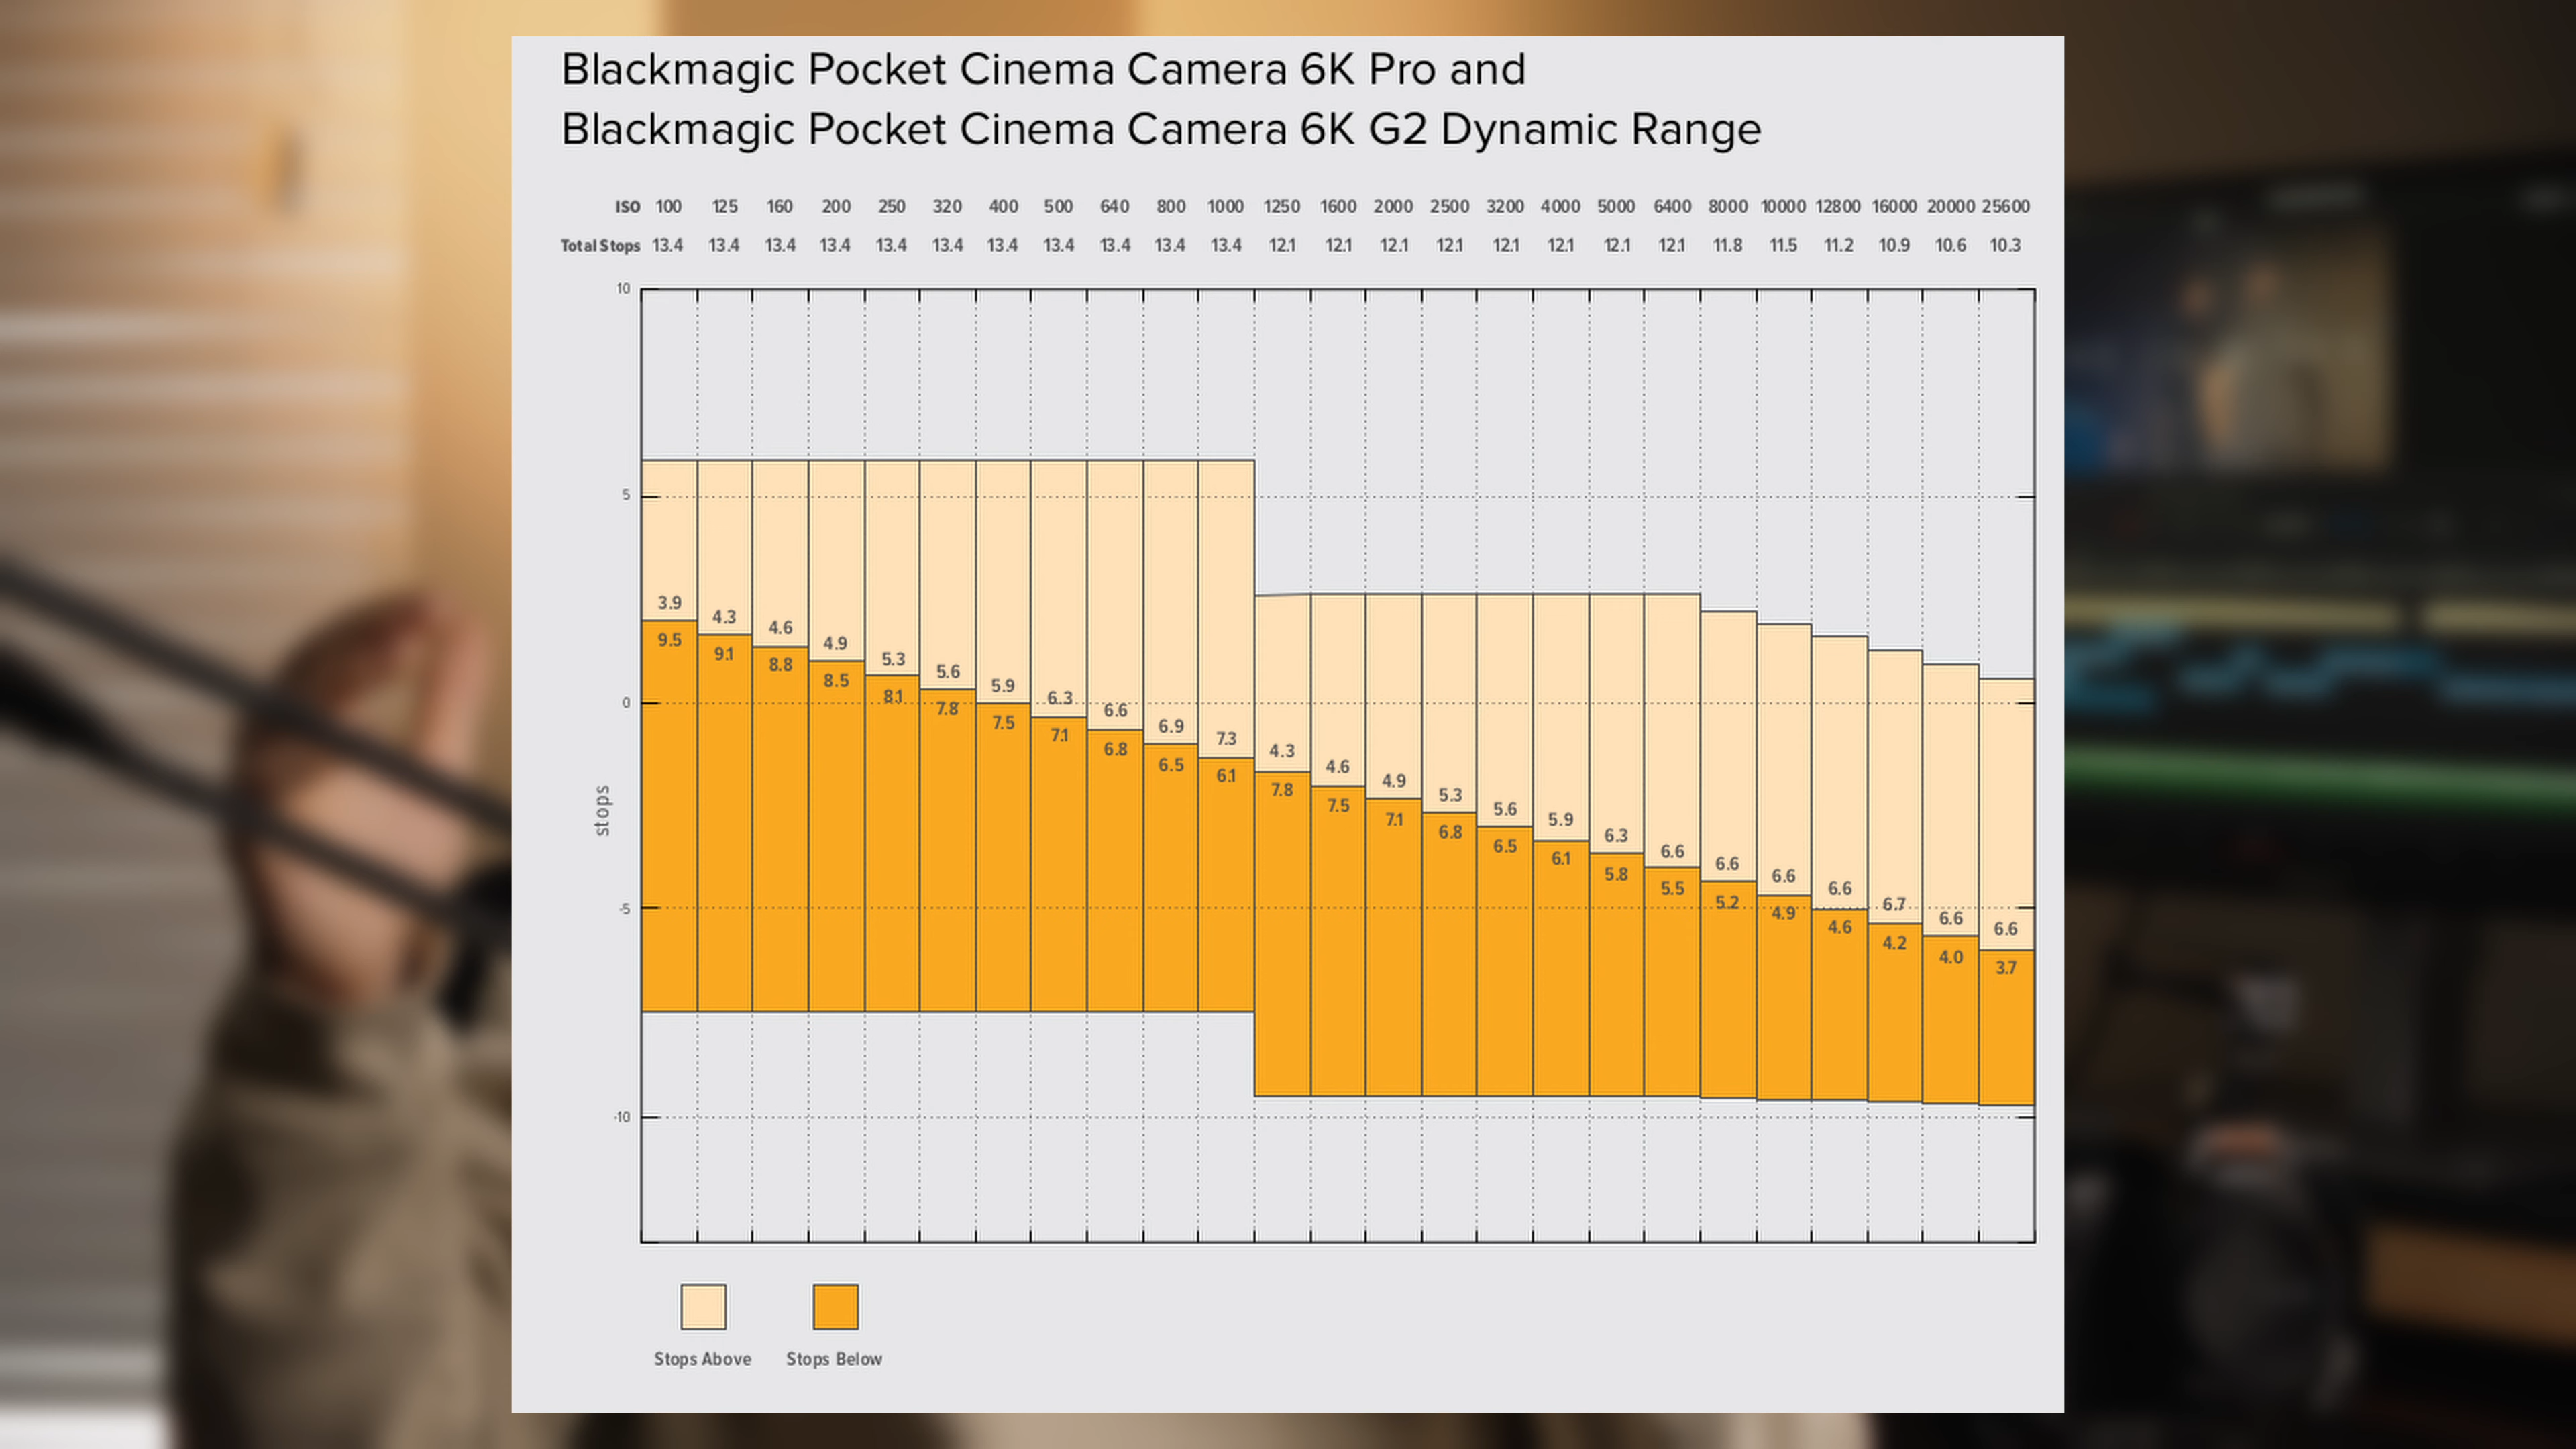 Blackmagic Pocket Cinema Camera 6K Pro and
Blackmagic Pocket Cinema Camera 6K G2 Dynamic Range
ISO 100 125 160 200 250 320 400 500 640 800 1000 1250 1600 2000 2500 3200 4000 5000 6400 8000 10000 12800 16000 20000 25600
Total Stops 13.4 13.4 13.4 13.4 13.4 13.4 13.4 13.4 13.4 13.4 13.4 12.1 12.1 12.1 12.1 12.1 12.1 12.1 12.1 11.8 11.5 11.2 10.9 10.6 10.3
10
5
0
-5
-10
stops
3.9 4.3 4.6 4.9 5.3 5.6 5.9 6.3 6.6 6.9 7.3 4.3 4.6 4.9 5.3 5.6 5.9 6.3 6.6 6.6 6.6 6.6 6.7 6.6 6.6
9.5 9.1 8.8 8.5 8.1 7.8 7.5 7.1 6.8 6.5 6.1 7.8 7.5 7.1 6.8 6.5 6.1 5.8 5.5 5.2 4.9 4.6 4.2 4.0 3.7
Stops Above Stops Below